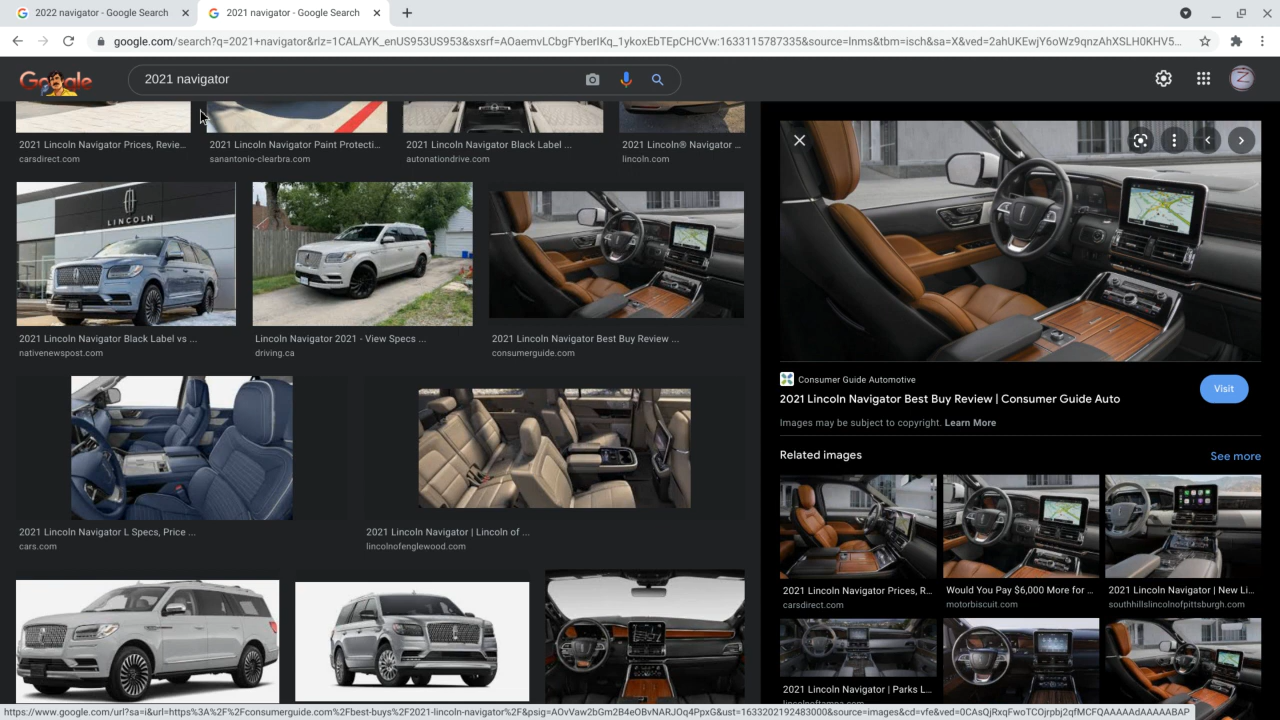 2022 navigator - Google Search
2021 navigator - Google Search
google.com/search?q=2021+navigator&rlz=1CALAYK_enUS953US953&sxsrf=AOaemvLCbgFYberIKq_1ykoxEbTEpCHCVw:1633115787335&source=lnms&tbm=isch&sa=X&ved=2ahUKEwjY6oWz9qnzAhXSLH0KHV5...
Google
2021 navigator
2021 Lincoln Navigator Prices, Revie...
carsdirect.com
2021 Lincoln Navigator Paint Protecti...
sanantonio-clearbra.com
2021 Lincoln Navigator Black Label ...
autonationdrive.com
2021 Lincoln® Navigator ...
lincoln.com
LINCOLN
2021 Lincoln Navigator Black Label vs ...
nativenewspost.com
Lincoln Navigator 2021 - View Specs ...
driving.ca
2021 Lincoln Navigator Best Buy Review ...
consumerguide.com
2021 Lincoln Navigator L Specs, Price ...
cars.com
2021 Lincoln Navigator | Lincoln of ...
lincolnofenglewood.com
Consumer Guide Automotive
Visit
2021 Lincoln Navigator Best Buy Review | Consumer Guide Auto
Images may be subject to copyright. Learn More
Related images
See more
2021 Lincoln Navigator Prices, R...
carsdirect.com
Would You Pay $6,000 More for ...
motorbiscuit.com
2021 Lincoln Navigator | New Li...
southhillslincolnofpittsburgh.com
2021 Lincoln Navigator | Parks L...
lincolnoftampa.com
https://www.google.com/url?sa=i&url=https%3A%2F%2Fconsumerguide.com%2Fbest-buys%2F2021-lincoln-navigator%2F&psig=AOvVaw2bGm2B4eOBvNARJOq4PpxG&ust=1633202192483000&source=images&cd=vfe&ved=0CAsQjRxqFwoTCOjrpbj2qfMCFQAAAAAdAAAAABAP